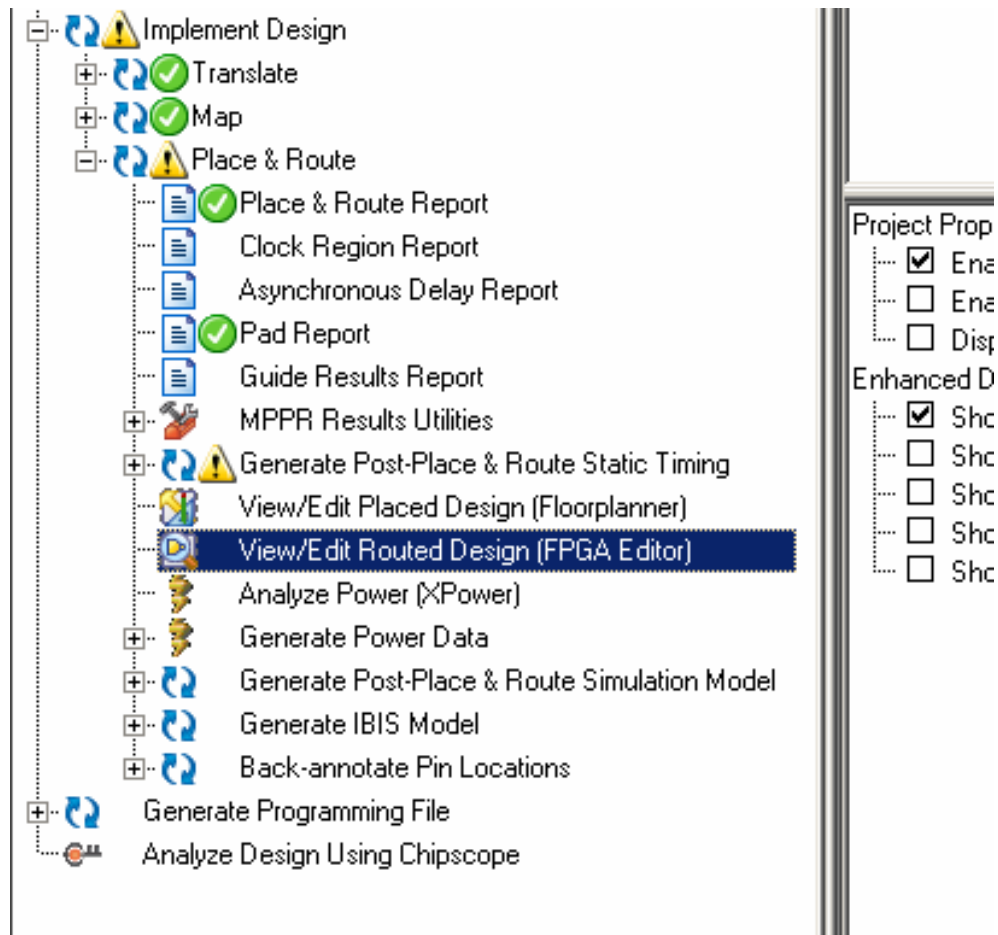 Implement Design
Translate
Map
Place & Route
Place & Route Report
Clock Region Report
Asynchronous Delay Report
Pad Report
Guide Results Report
MPPR Results Utilities
Generate Post-Place & Route Static Timing
View/Edit Placed Design (Floorplanner)
View/Edit Routed Design (FPGA Editor)
Analyze Power (XPower)
Generate Power Data
Generate Post-Place & Route Simulation Model
Generate IBIS Model
Back-annotate Pin Locations
Generate Programming File
Analyze Design Using Chipscope
Project Prop
Ena
Ena
Disp
Enhanced D
Sho
Sho
Sho
Sho
Sho